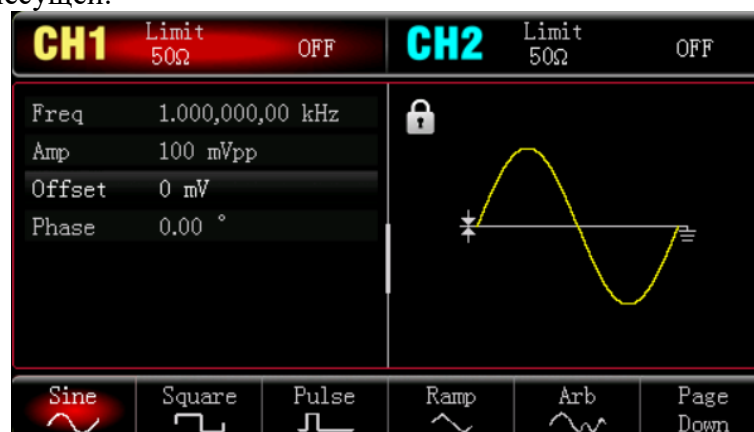 несущей.
CH1 Limit 50Ω OFF CH2 Limit 50Ω OFF
Freq 1.000,000,00 kHz
Amp 100 mVpp
Offset 0 mV
Phase 0.00 °
Sine Square Pulse Ramp Arb Page Down